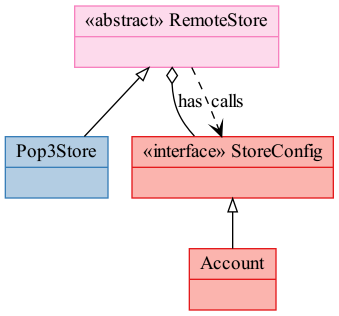 «abstract» RemoteStore
has calls
Pop3Store
«interface» StoreConfig
Account